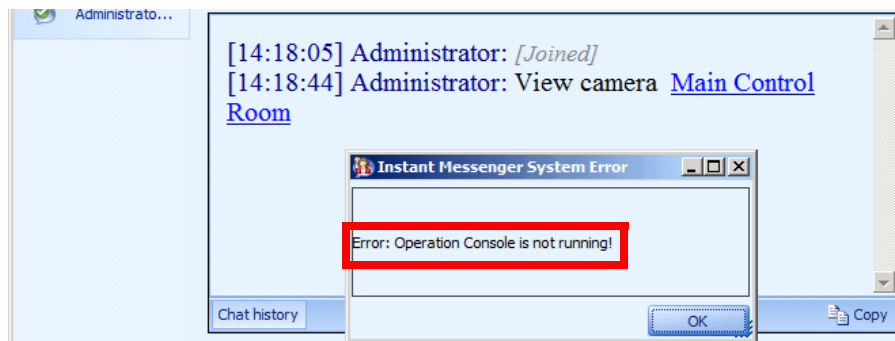 Administrato...
[14:18:05] Administrator: [Joined]
[14:18:44] Administrator: View camera Main Control
Room
Instant Messenger System Error
Error: Operation Console is not running!
OK
Chat history
Copy